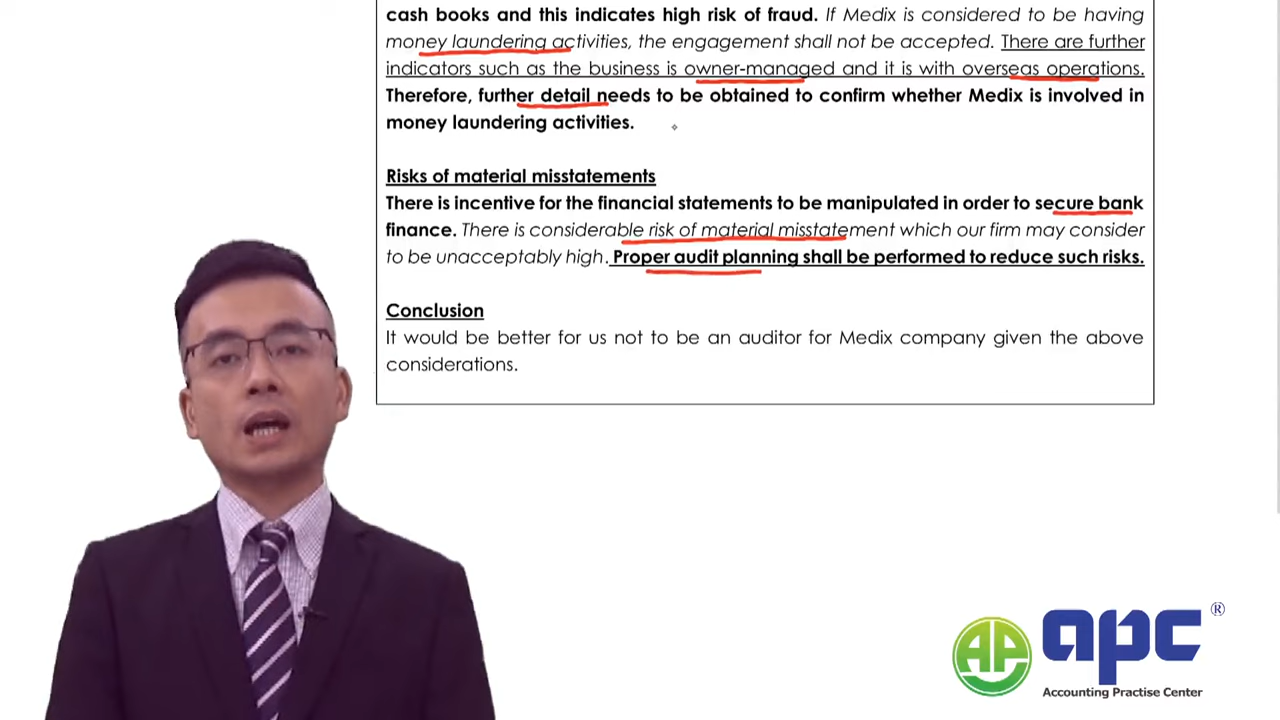 cash books and this indicates high risk of fraud. If Medix is considered to be having
money laundering activities, the engagement shall not be accepted. There are further
indicators such as the business is owner-managed and it is with overseas operations.
Therefore, further detail needs to be obtained to confirm whether Medix is involved in
money laundering activities.
Risks of material misstatements
There is incentive for the financial statements to be manipulated in order to secure bank
finance. There is considerable risk of material misstatement which our firm may consider
to be unacceptably high. Proper audit planning shall be performed to reduce such risks.
Conclusion
It would be better for us not to be an auditor for Medix company given the above
considerations.
AP
apc®
Accounting Practise Center